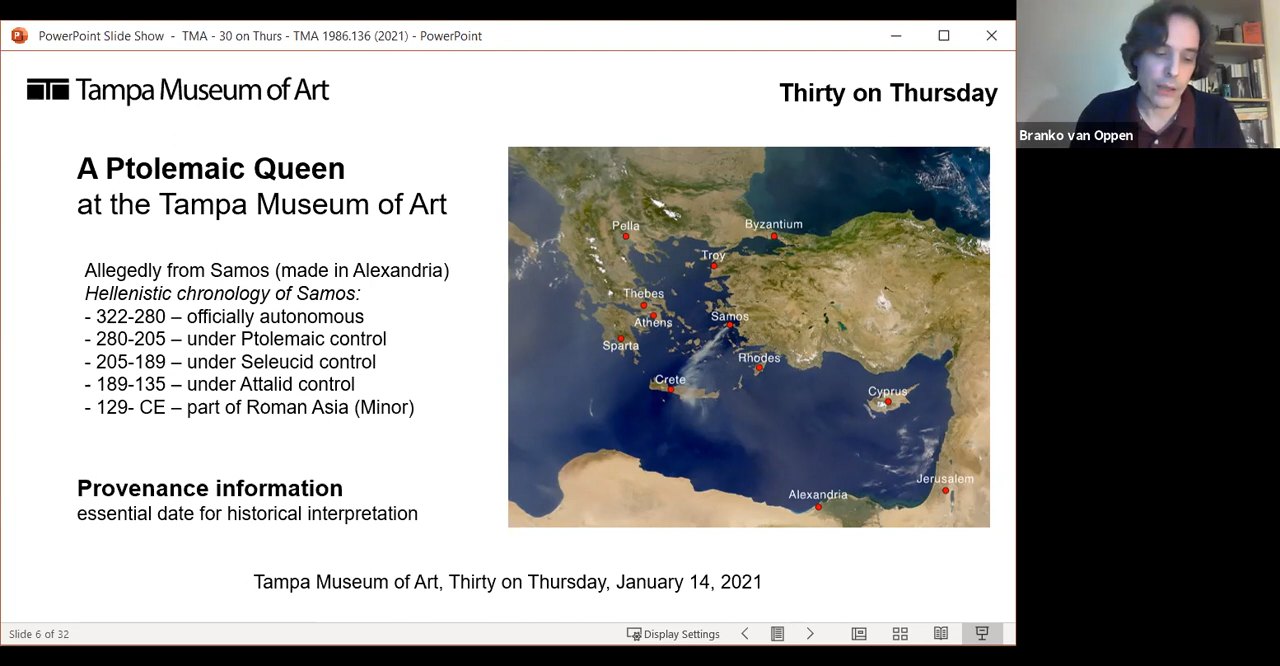 PowerPoint Slide Show - TMA - 30 on Thurs - TMA 1986.136 (2021) - PowerPoint
Tampa Museum of Art
Thirty on Thursday
Branko van Oppen
A Ptolemaic Queen
at the Tampa Museum of Art
Allegedly from Samos (made in Alexandria)
Hellenistic chronology of Samos:
- 322-280 – officially autonomous
- 280-205 – under Ptolemaic control
- 205-189 – under Seleucid control
- 189-135 – under Attalid control
- 129- CE – part of Roman Asia (Minor)
Provenance information
essential date for historical interpretation
Pella
Byzantium
Troy
Thebes
Athens
Samos
Sparta
Rhodes
Crete
Cyprus
Jerusalem
Alexandria
Tampa Museum of Art, Thirty on Thursday, January 14, 2021
Slide 6 of 32
Display Settings